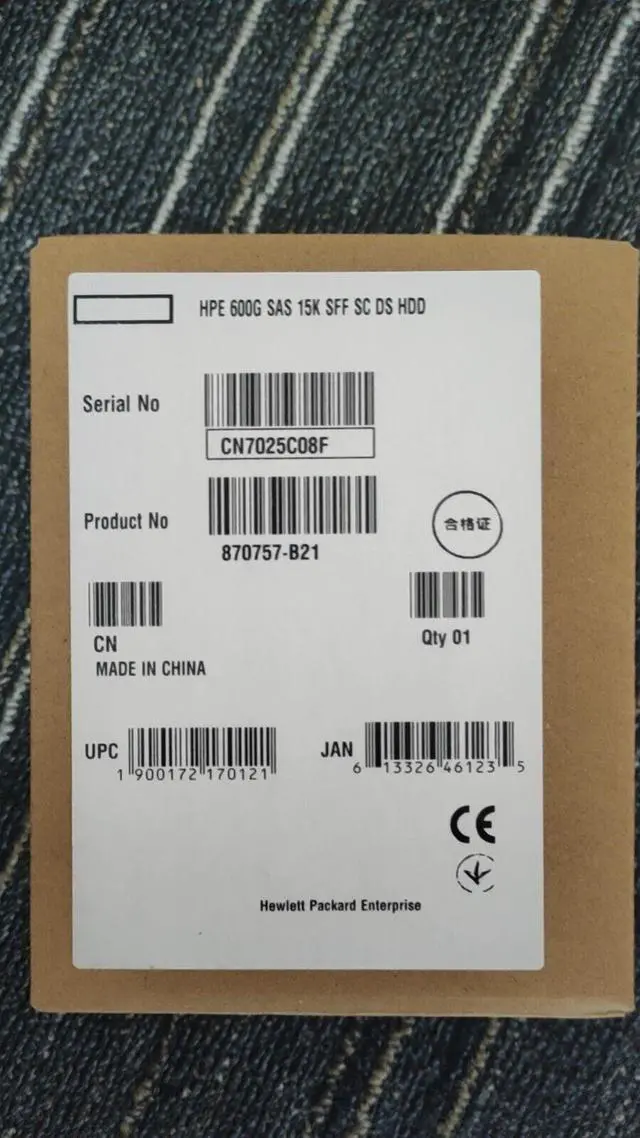 HPE 600G SAS 15K SFF SC DS HDD
Serial No
CN7025C08F
Product No
870757-B21
合格证
CN
MADE IN CHINA
Qty 01
UPC
1 900172 170121
JAN
6 13326 46123 5
CE
Hewlett Packard Enterprise